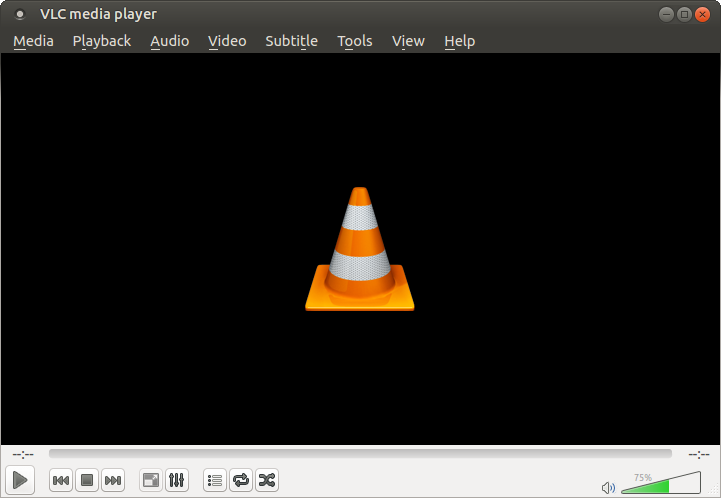 VLC media player
Media Playback Audio Video Subtitle Tools View Help
--:-- --:--
75%